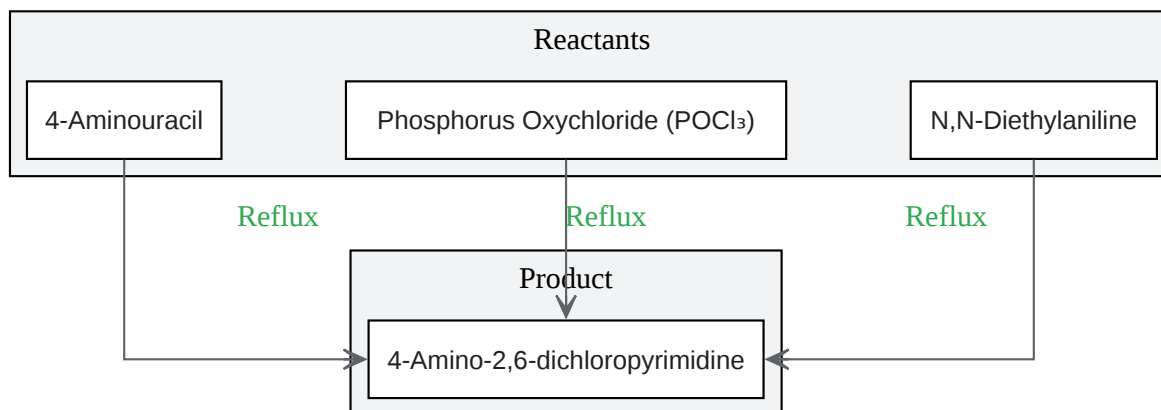 Reactants
4-Aminouracil
Phosphorus Oxychloride (POCl₃)
N,N-Diethylaniline
Reflux
Reflux
Reflux
Product
4-Amino-2,6-dichloropyrimidine